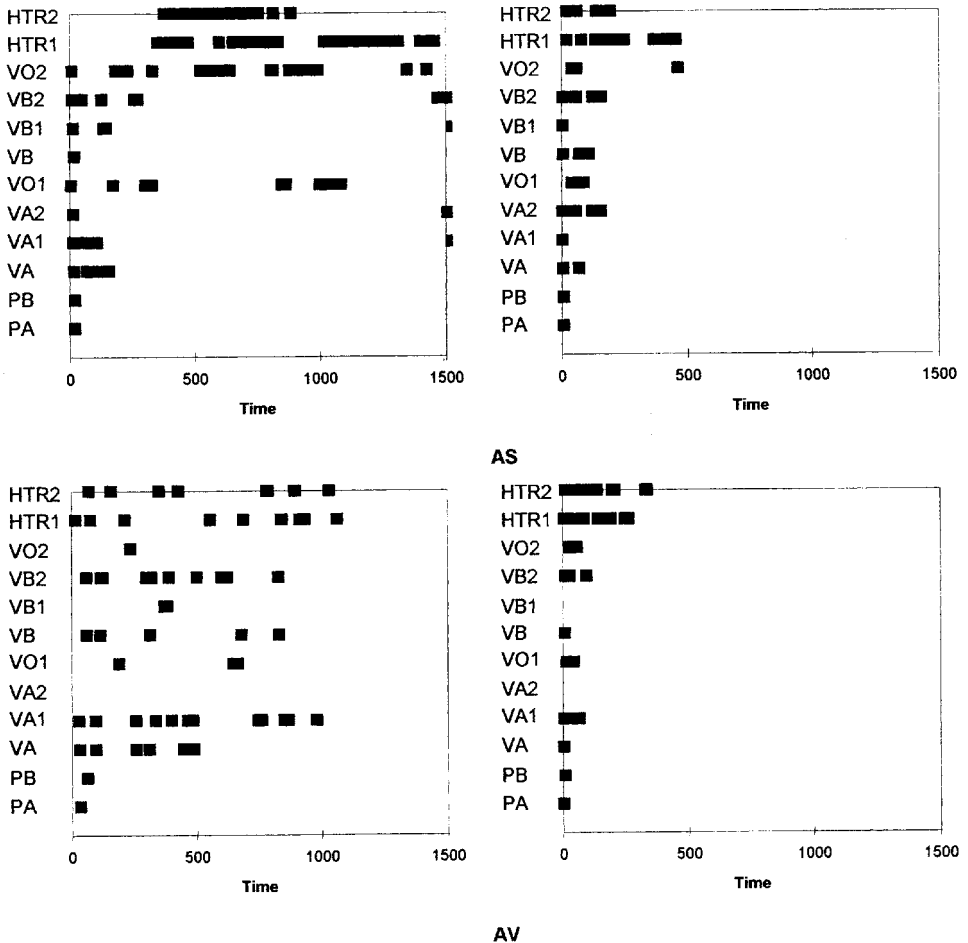 HTR2
HTR1
VO2
VB2
VB1
VB
VO1
VA2
VA1
VA
PB
PA
0 500 1000 1500
Time
HTR2
HTR1
VO2
VB2
VB1
VB
VO1
VA2
VA1
VA
PB
PA
0 500 1000 1500
Time
AS
HTR2
HTR1
VO2
VB2
VB1
VB
VO1
VA2
VA1
VA
PB
PA
0 500 1000 1500
Time
HTR2
HTR1
VO2
VB2
VB1
VB
VO1
VA2
VA1
VA
PB
PA
0 500 1000 1500
Time
AV